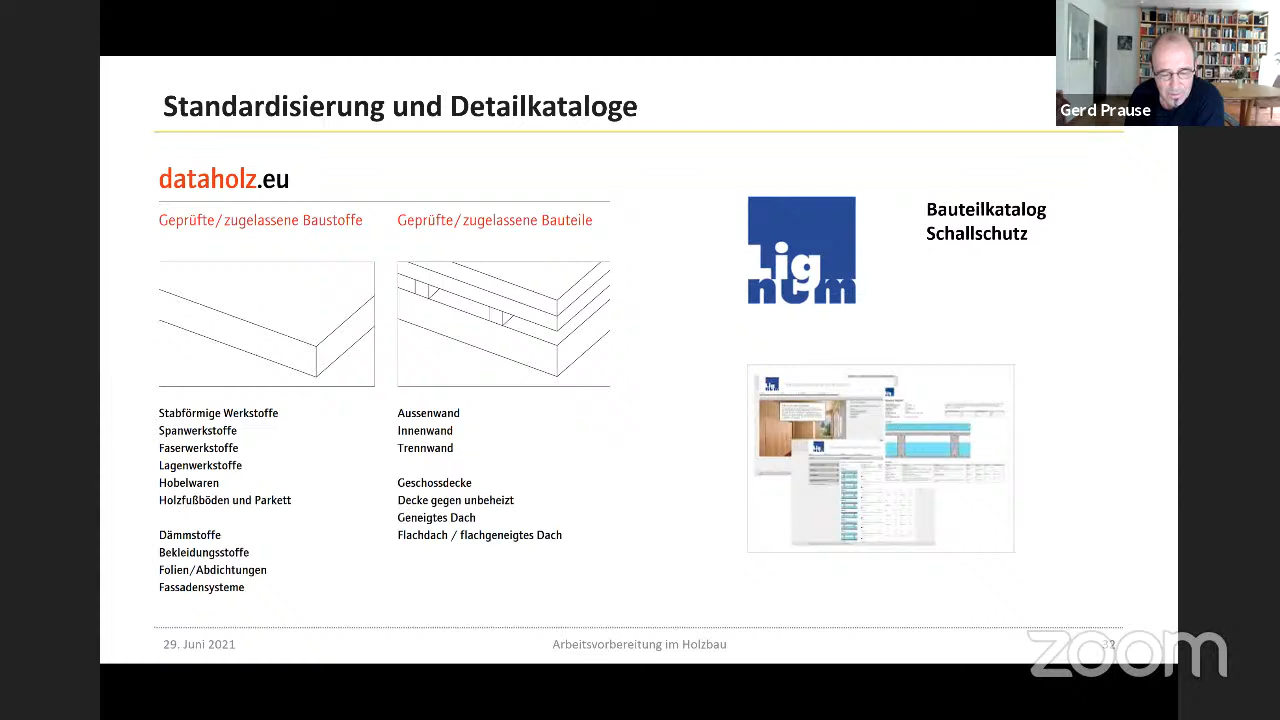 Standardisierung und Detailkataloge
Gerd Prause
dataholz.eu
Geprüfte/zugelassene Baustoffe
Geprüfte/zugelassene Bauteile
Stabförmige Werkstoffe
Spanwerkstoffe
Faserwerkstoffe
Lagenwerkstoffe
Hobelwaren
Holzfußböden und Parkett
Dämmstoffe
Bekleidungsstoffe
Folien/Abdichtungen
Fassadensysteme
Aussenwand
Innenwand
Trennwand
Geschossdecke
Decke gegen unbeheizt
Geneigtes Dach
Flachdach / flachgeneigtes Dach
Lignum
Bauteilkatalog
Schallschutz
29. Juni 2021
Arbeitsvorbereitung im Holzbau
32
zoom